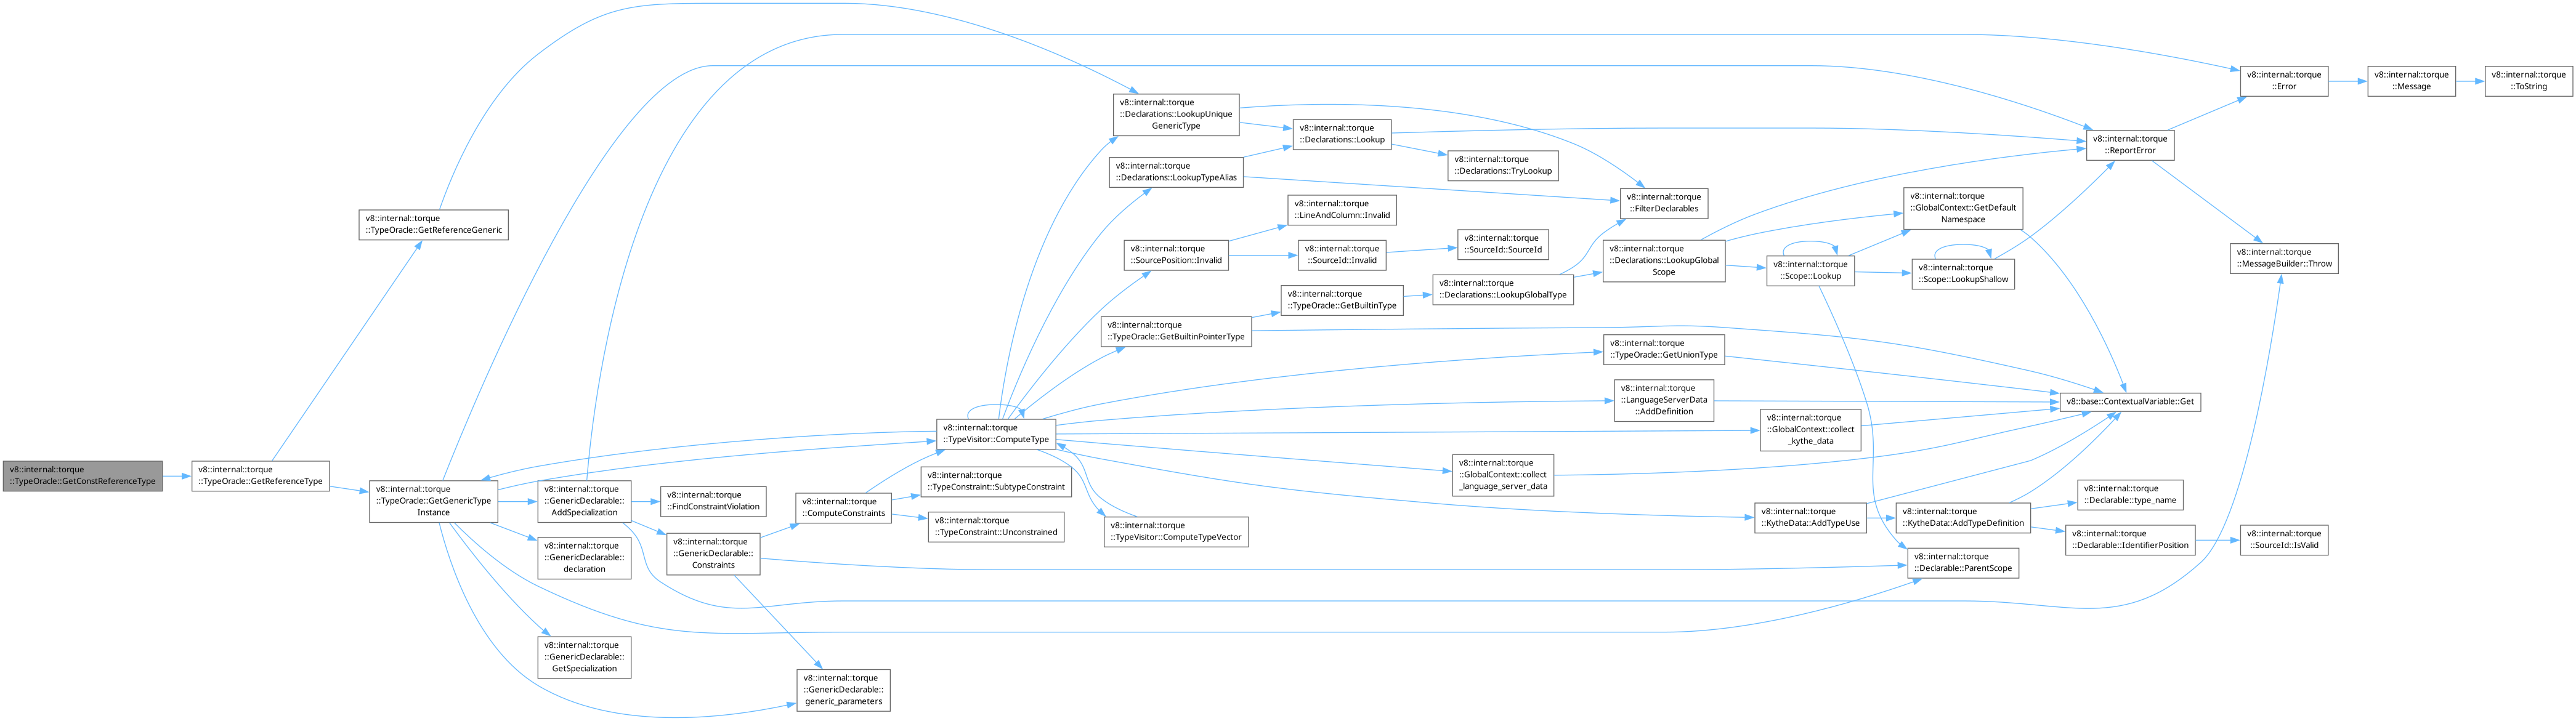 v8::internal::torque
::TypeOracle::GetConstReferenceType
v8::internal::torque
::TypeOracle::GetReferenceType
v8::internal::torque
::TypeOracle::GetReferenceGeneric
v8::internal::torque
::TypeOracle::GetGenericType
Instance
v8::internal::torque
::GenericDeclarable::
AddSpecialization
v8::internal::torque
::GenericDeclarable::
declaration
v8::internal::torque
::GenericDeclarable::
GetSpecialization
v8::internal::torque
::FindConstraintViolation
v8::internal::torque
::GenericDeclarable::
Constraints
v8::internal::torque
::ComputeConstraints
v8::internal::torque
::GenericDeclarable::
generic_parameters
v8::internal::torque
::TypeVisitor::ComputeType
v8::internal::torque
::TypeConstraint::SubtypeConstraint
v8::internal::torque
::TypeConstraint::Unconstrained
v8::internal::torque
::Declarations::LookupUnique
GenericType
v8::internal::torque
::Declarations::LookupTypeAlias
v8::internal::torque
::SourcePosition::Invalid
v8::internal::torque
::TypeOracle::GetBuiltinPointerType
v8::internal::torque
::TypeVisitor::ComputeTypeVector
v8::internal::torque
::Declarations::Lookup
v8::internal::torque
::LineAndColumn::Invalid
v8::internal::torque
::SourceId::Invalid
v8::internal::torque
::TypeOracle::GetBuiltinType
v8::internal::torque
::Declarations::TryLookup
v8::internal::torque
::SourceId::SourceId
v8::internal::torque
::Declarations::LookupGlobalType
v8::internal::torque
::GlobalContext::collect
_language_server_data
v8::internal::torque
::FilterDeclarables
v8::internal::torque
::Declarations::LookupGlobal
Scope
v8::internal::torque
::TypeOracle::GetUnionType
v8::internal::torque
::LanguageServerData
::AddDefinition
v8::internal::torque
::Scope::Lookup
v8::internal::torque
::GlobalContext::collect
_kythe_data
v8::internal::torque
::KytheData::AddTypeUse
v8::internal::torque
::GlobalContext::GetDefault
Namespace
v8::internal::torque
::Scope::LookupShallow
v8::internal::torque
::KytheData::AddTypeDefinition
v8::internal::torque
::Declarable::ParentScope
v8::internal::torque
::ReportError
v8::base::ContextualVariable::Get
v8::internal::torque
::Declarable::type_name
v8::internal::torque
::Declarable::IdentifierPosition
v8::internal::torque
::Error
v8::internal::torque
::MessageBuilder::Throw
v8::internal::torque
::SourceId::IsValid
v8::internal::torque
::Message
v8::internal::torque
::ToString